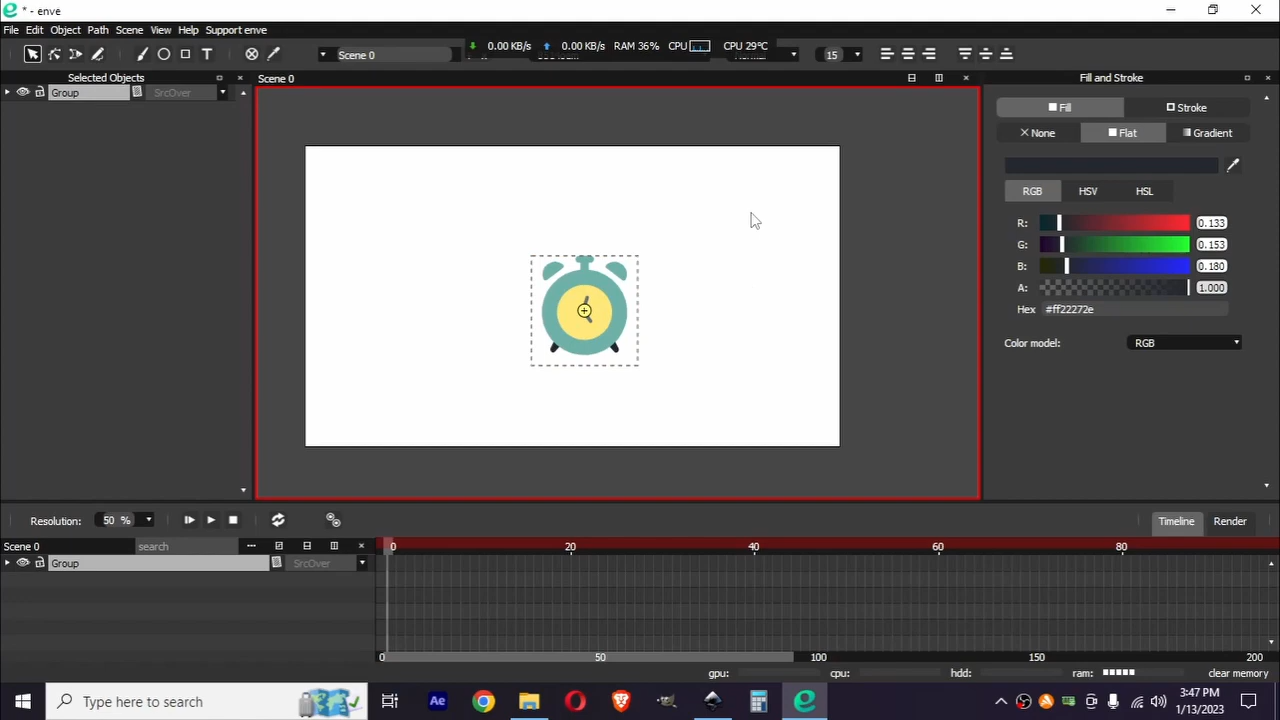 * - enve
File Edit Object Path Scene View Help Support enve
Scene 0 0.00 KB/s 0.00 KB/s RAM 36% CPU CPU 29°C 15
Selected Objects
Group SrcOver
Scene 0
Fill and Stroke
Fill Stroke
None Flat Gradient
RGB HSV HSL
R: 0.133
G: 0.153
B: 0.180
A: 1.000
Hex #ff22272e
Color model: RGB
Resolution: 50 % Timeline Render
Scene 0 search ••• 0 20 40 60 80
Group SrcOver
0 50 100 150 200
gpu: cpu: hdd: ram: clear memory
Type here to search Ae 3:47 PM
1/13/2023